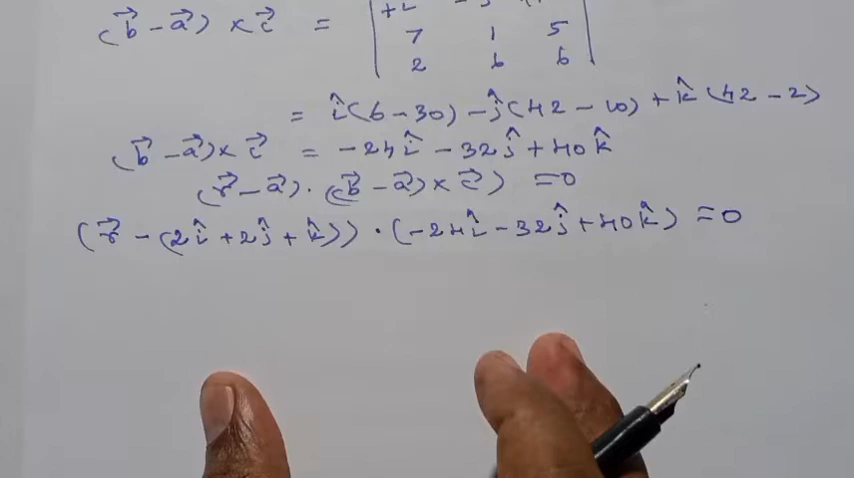 (b⃗ - a⃗) × c⃗ = | +î - ĵ
7 1 5
2 6 6 |
= î(6 - 30) - ĵ(42 - 10) + k̂(42 - 2)
(b⃗ - a⃗) × c⃗ = -24î - 32ĵ + 40k̂
(r⃗ - a⃗) · (b⃗ - a⃗) × c⃗) = 0
(r⃗ - (2î + 2ĵ + k̂)) · (-24î - 32ĵ + 40k̂) = 0